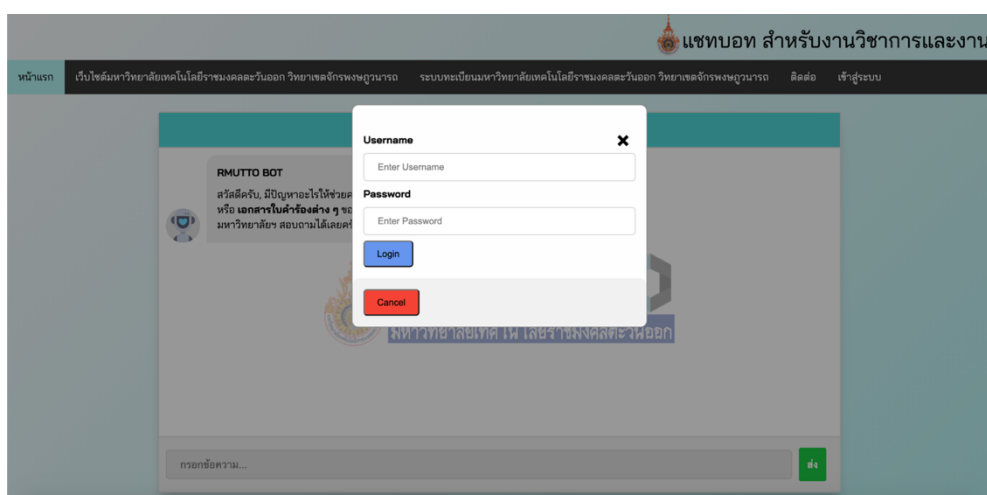 แชทบอท สำหรับงานวิชาการและงาน
หน้าแรก เว็บไซต์มหาวิทยาลัยเทคโนโลยีราชมงคลตะวันออก วิทยาเขตจักรพงษภูวนารถ ระบบทะเบียนมหาวิทยาลัยเทคโนโลยีราชมงคลตะวันออก วิทยาเขตจักรพงษภูวนารถ ติดต่อ เข้าสู่ระบบ
Username
Enter Username
Password
Enter Password
Login
Cancel
RMUTTO BOT
สวัสดีครับ, มีปัญหาอะไรให้ช่วย
หรือ เอกสารใบคำร้องต่าง ๆ ขอ
มหาวิทยาลัยฯ สอบถามได้เลยคร
มหาวิทยาลัยเทคโนโลยีราชมงคลตะวันออก
กรอกข้อความ...
ส่ง